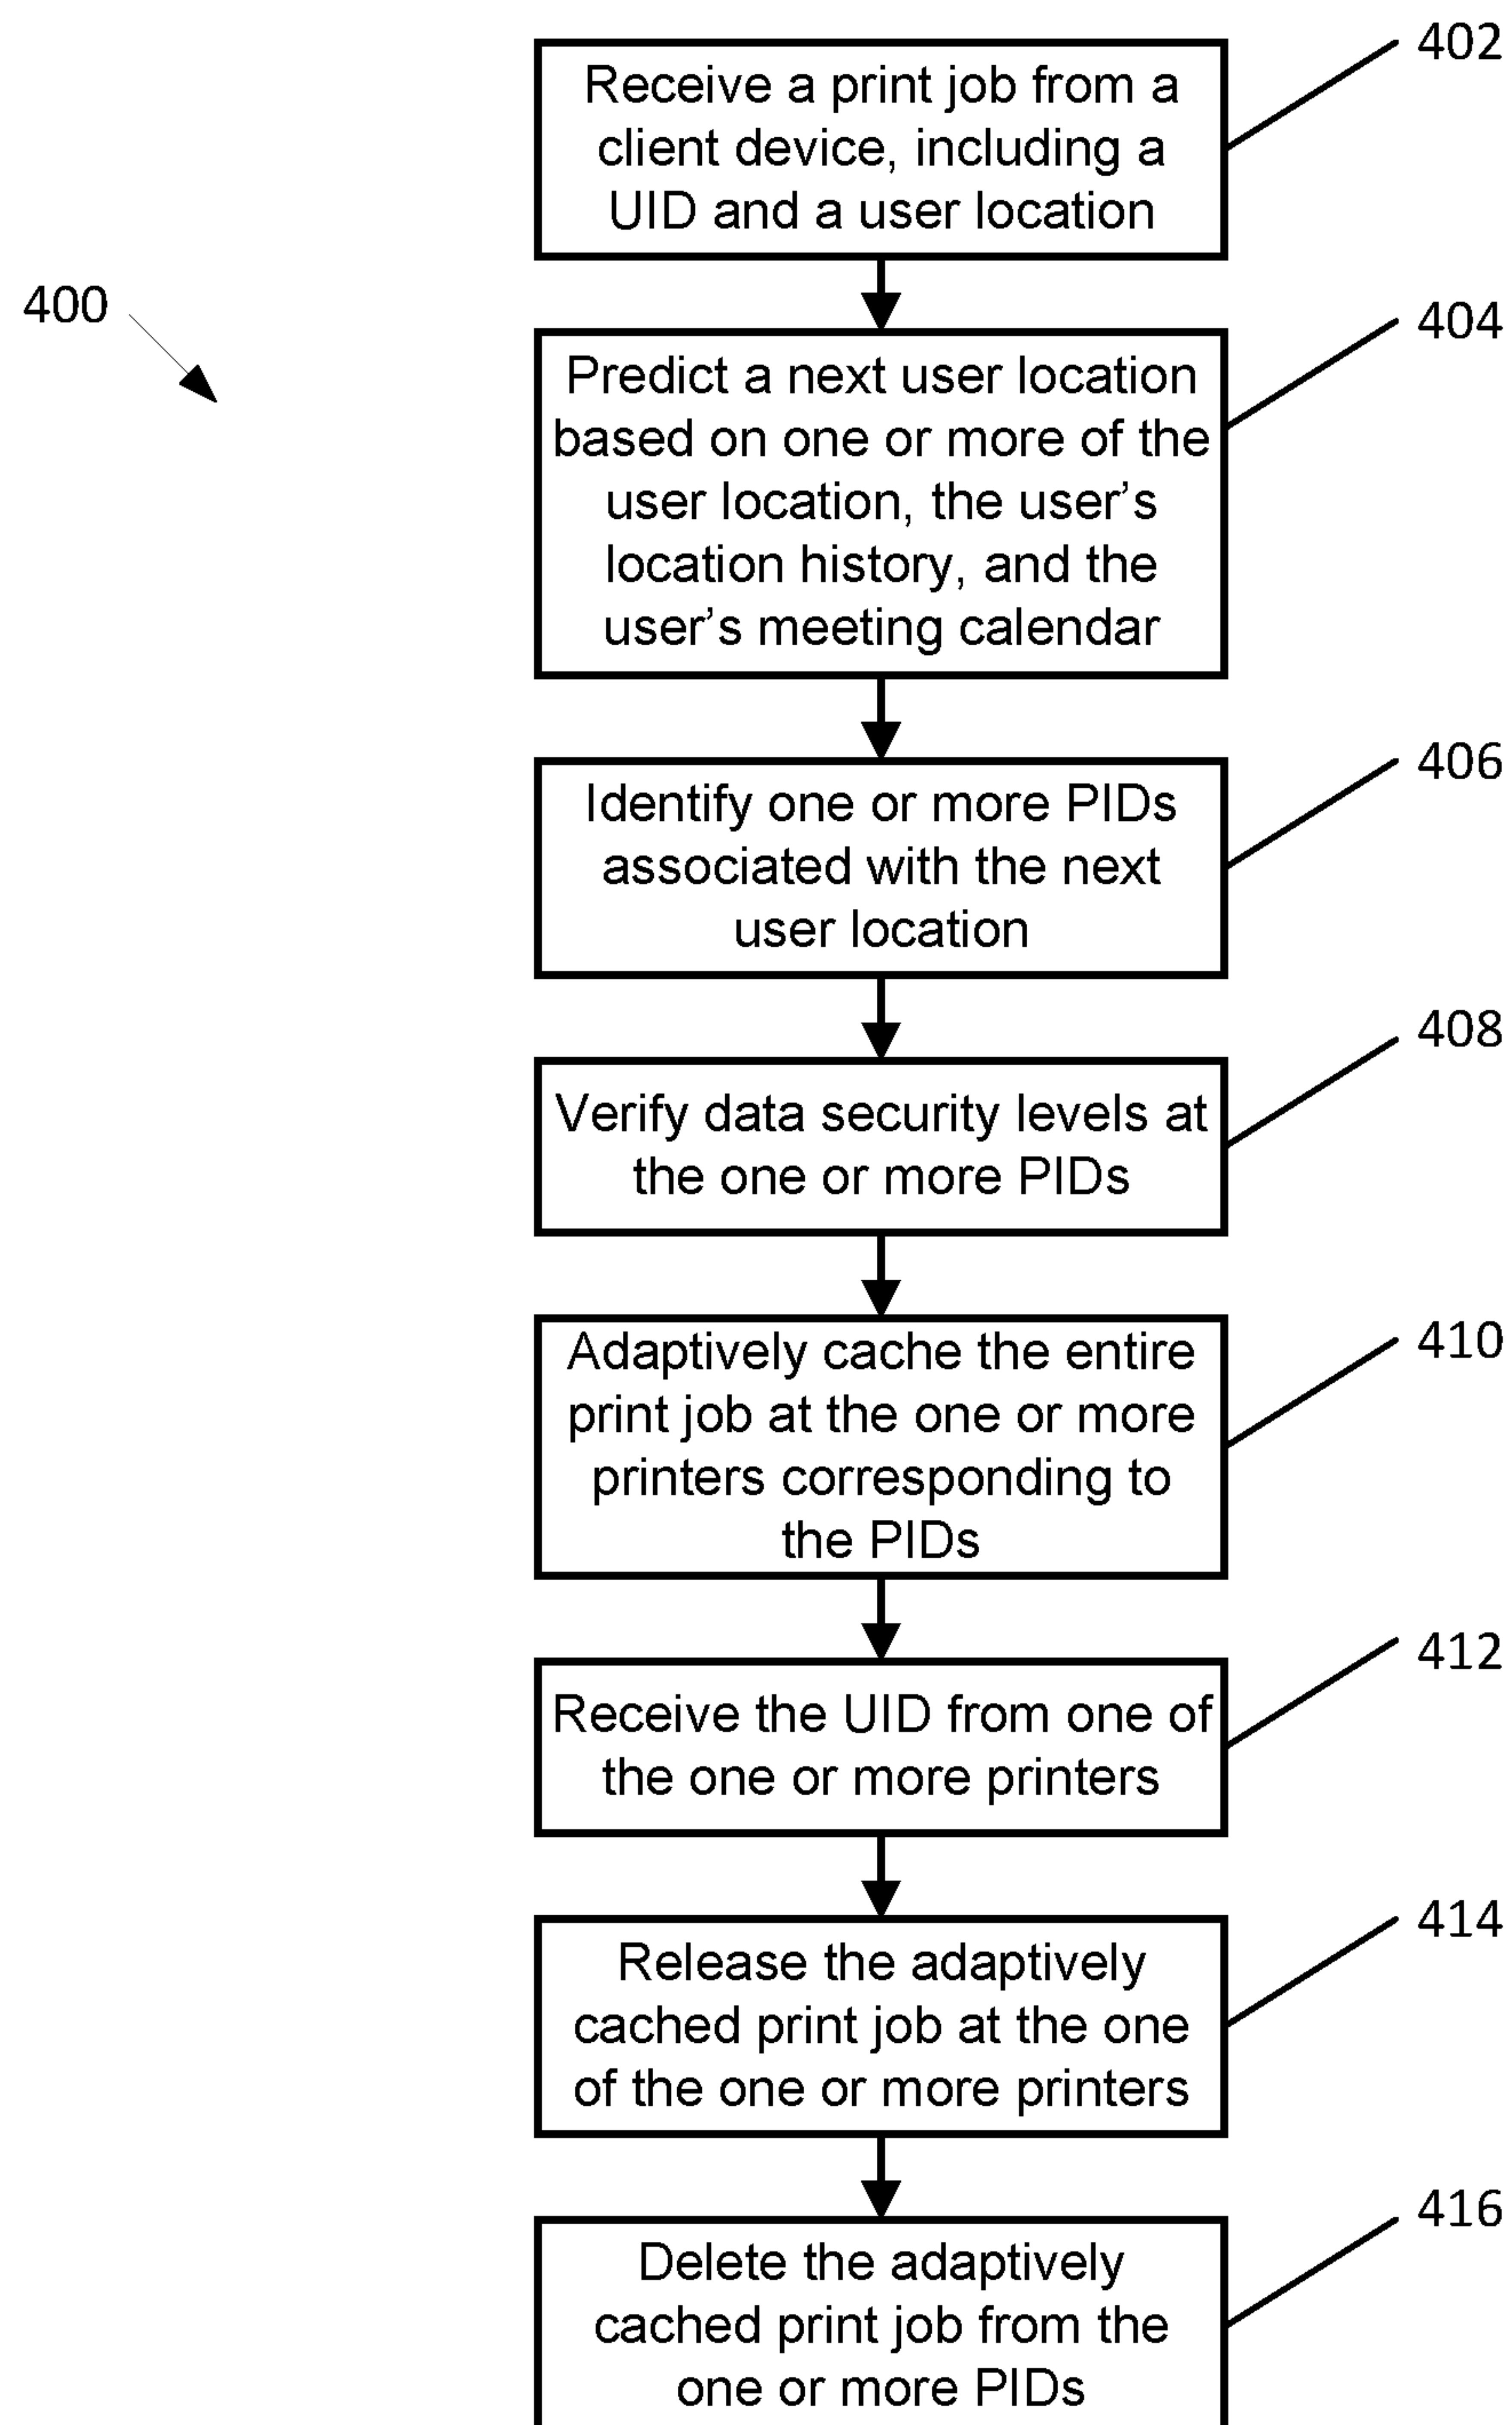 402
Receive a print job from a
client device, including a
UID and a user location
400
404
Predict a next user location
based on one or more of the
user location, the user’s
location history, and the
user’s meeting calendar
406
Identify one or more PIDs
associated with the next
user location
408
Verify data security levels at
the one or more PIDs
410
Adaptively cache the entire
print job at the one or more
printers corresponding to
the PIDs
412
Receive the UID from one of
the one or more printers
414
Release the adaptively
cached print job at the one
of the one or more printers
416
Delete the adaptively
cached print job from the
one or more PIDs